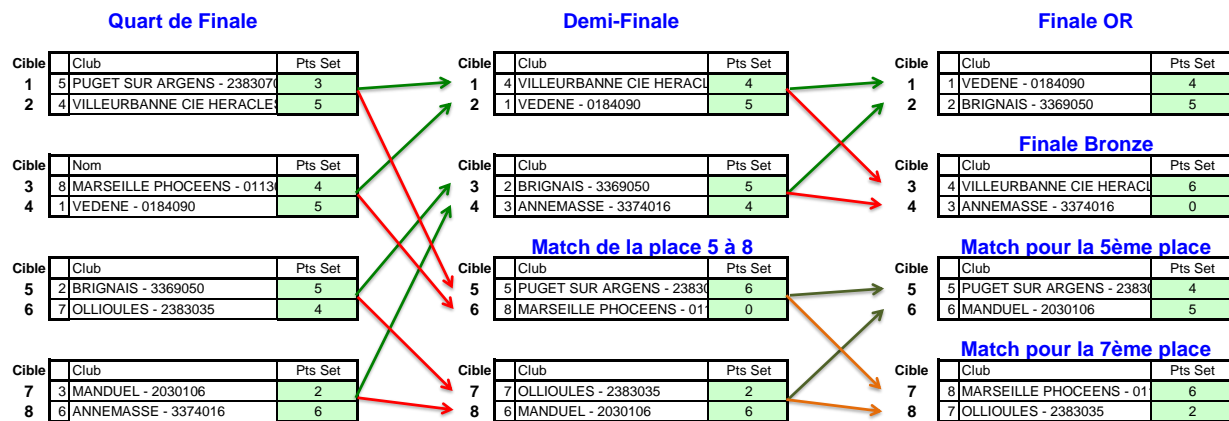 Quart de Finale Demi-Finale Finale OR
Cible Club Pts Set Cible Club Pts Set Cible Club Pts Set
1 5 PUGET SUR ARGENS - 2383070 3 1 4 VILLEURBANNE CIE HERACL 4 1 1 VEDENE - 0184090 4
2 4 VILLEURBANNE CIE HERACLES 5 2 1 VEDENE - 0184090 5 2 2 BRIGNAIS - 3369050 5
Finale Bronze
Cible Nom Pts Set Cible Club Pts Set Cible Club Pts Set
3 8 MARSEILLE PHOCEENS - 01130 4 3 2 BRIGNAIS - 3369050 5 3 4 VILLEURBANNE CIE HERACL 6
4 1 VEDENE - 0184090 5 4 3 ANNEMASSE - 3374016 4 4 3 ANNEMASSE - 3374016 0
Match de la place 5 à 8 Match pour la 5ème place
Cible Club Pts Set Cible Club Pts Set Cible Club Pts Set
5 2 BRIGNAIS - 3369050 5 5 5 PUGET SUR ARGENS - 23830 6 5 5 PUGET SUR ARGENS - 23830 4
6 7 OLLIOULES - 2383035 4 6 8 MARSEILLE PHOCEENS - 011 0 6 6 MANDUEL - 2030106 5
Match pour la 7ème place
Cible Club Pts Set Cible Club Pts Set Cible Club Pts Set
7 3 MANDUEL - 2030106 2 7 7 OLLIOULES - 2383035 2 7 8 MARSEILLE PHOCEENS - 011 6
8 6 ANNEMASSE - 3374016 6 8 6 MANDUEL - 2030106 6 8 7 OLLIOULES - 2383035 2